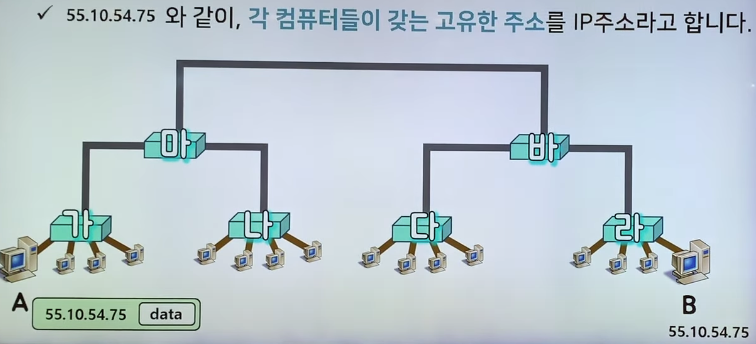 ✓ 55.10.54.75 와 같이, 각 컴퓨터들이 갖는 고유한 주소를 IP주소라고 합니다.
마
바
가
나
다
라
A
55.10.54.75 data
B
55.10.54.75